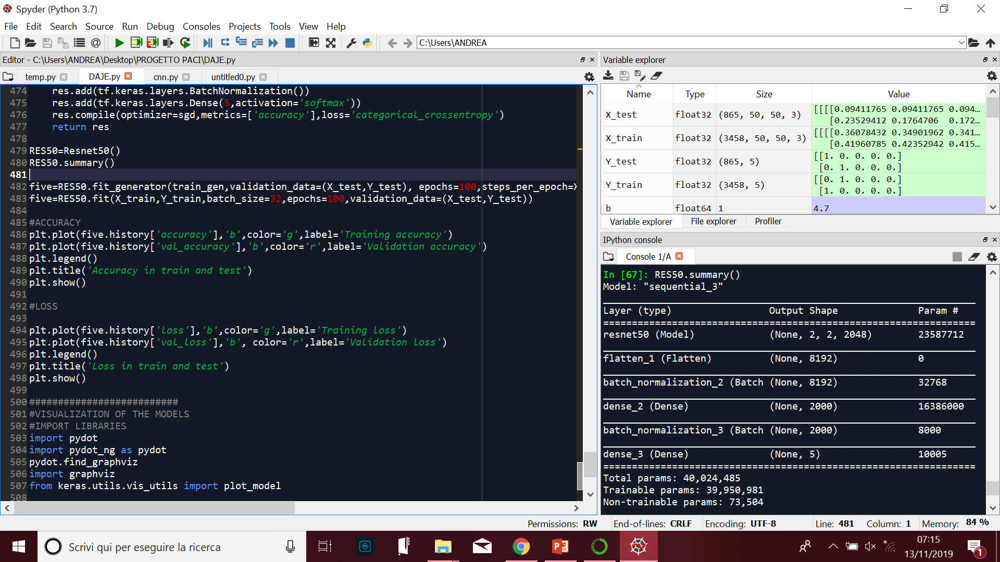 Spyder (Python 3.7)
File Edit Search Source Run Debug Consoles Projects Tools View Help
C:\Users\ANDREA
Editor - C:\Users\ANDREA\Desktop\PROGETTO PACI\DAJE.py
temp.py DAJE.py cnn.py untitled0.py
474 res.add(tf.keras.layers.BatchNormalization())
475 res.add(tf.keras.layers.Dense(5,activation='softmax'))
476 res.compile(optimizer=sgd,metrics=['accuracy'],loss='categorical_crossentropy')
477 return res
478
479 RES50=Resnet50()
480 RES50.summary()
481
482 five=RES50.fit_generator(train_gen,validation_data=(X_test,Y_test), epochs=100,steps_per_epoch=X
483 five=RES50.fit(X_train,Y_train,batch_size=32,epochs=100,validation_data=(X_test,Y_test))
484
485 #ACCURACY
486 plt.plot(five.history['accuracy'],'b',color='g',label='Training accuracy')
487 plt.plot(five.history['val_accuracy'],'b',color='r',label='Validation accuracy')
488 plt.legend()
489 plt.title('Accuracy in train and test')
490 plt.show()
491
492 #LOSS
493
494 plt.plot(five.history['loss'],'b',color='g',label='Training loss')
495 plt.plot(five.history['val_loss'],'b', color='r',label='Validation loss')
496 plt.legend()
497 plt.title('Loss in train and test')
498 plt.show()
499
500 ##########################
501 #VISUALIZATION OF THE MODELS
502 #IMPORT LIBRARIES
503 import pydot
504 import pydot_ng as pydot
505 pydot.find_graphviz
506 import graphviz
507 from keras.utils.vis_utils import plot_model
508
Variable explorer
Name Type Size Value
X_test float32 (865, 50, 50, 3) [[[[0.09411765 0.09411765 0.094…
[0.23529412 0.1764706 0.172…
X_train float32 (3458, 50, 50, 3) [[[[0.36078432 0.34901962 0.341…
[0.41960785 0.42352942 0.415…
Y_test float32 (865, 5) [[1. 0. 0. 0. 0.]
[0. 1. 0. 0. 0.]
Y_train float32 (3458, 5) [[0. 1. 0. 0. 0.]
[1. 0. 0. 0. 0.]
b float64 1 4.7
Variable explorer File explorer Profiler
IPython console
Console 1/A
In [67]: RES50.summary()
Model: "sequential_3"
_________________________________________________________________
Layer (type) Output Shape Param #
=================================================================
resnet50 (Model) (None, 2, 2, 2048) 23587712
_________________________________________________________________
flatten_1 (Flatten) (None, 8192) 0
_________________________________________________________________
batch_normalization_2 (Batch (None, 8192) 32768
_________________________________________________________________
dense_2 (Dense) (None, 2000) 16386000
_________________________________________________________________
batch_normalization_3 (Batch (None, 2000) 8000
_________________________________________________________________
dense_3 (Dense) (None, 5) 10005
=================================================================
Total params: 40,024,485
Trainable params: 39,950,981
Non-trainable params: 73,504
Permissions: RW End-of-lines: CRLF Encoding: UTF-8 Line: 481 Column: 1 Memory: 84 %
Scrivi qui per eseguire la ricerca
07:15
13/11/2019
1